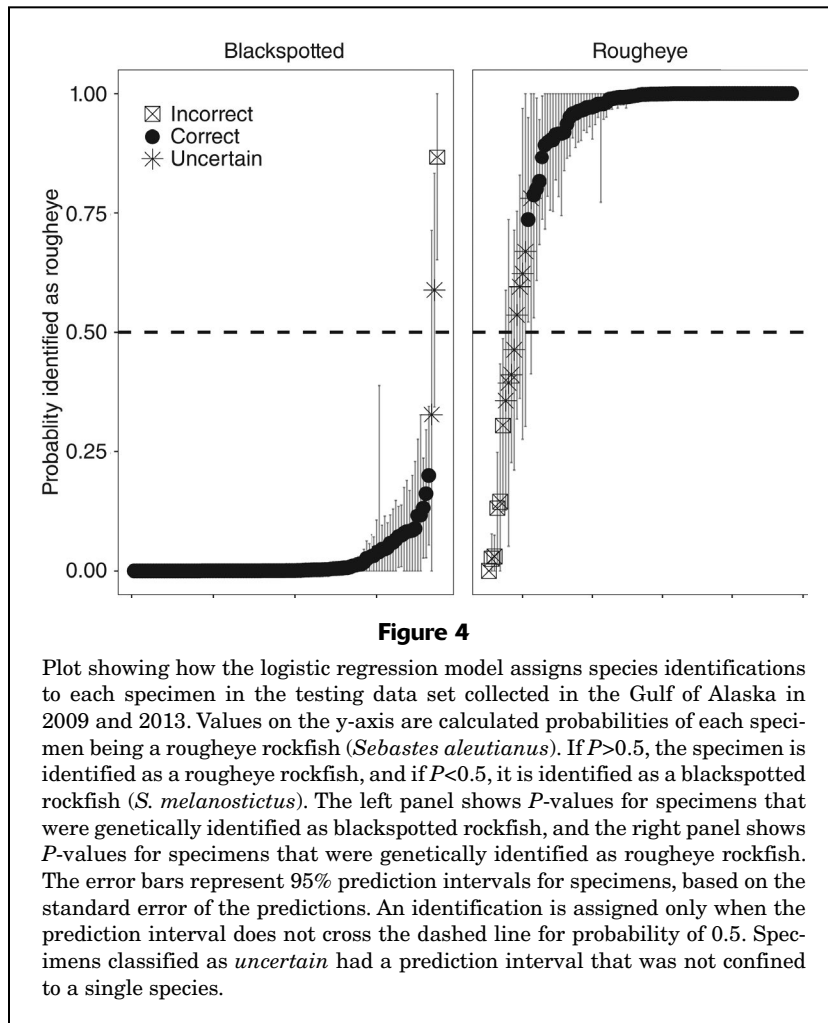 Blackspotted
Rougheye
1.00
Incorrect
Correct
Uncertain
0.75
0.50
0.25
0.00
Probablity identified as rougheye
Figure 4
Plot showing how the logistic regression model assigns species identifications
to each specimen in the testing data set collected in the Gulf of Alaska in
2009 and 2013. Values on the y-axis are calculated probabilities of each speci-
men being a rougheye rockfish (Sebastes aleutianus). If P>0.5, the specimen is
identified as a rougheye rockfish, and if P<0.5, it is identified as a blackspotted
rockfish (S. melanostictus). The left panel shows P-values for specimens that
were genetically identified as blackspotted rockfish, and the right panel shows
P-values for specimens that were genetically identified as rougheye rockfish.
The error bars represent 95% prediction intervals for specimens, based on the
standard error of the predictions. An identification is assigned only when the
prediction interval does not cross the dashed line for probability of 0.5. Spec-
imens classified as uncertain had a prediction interval that was not confined
to a single species.